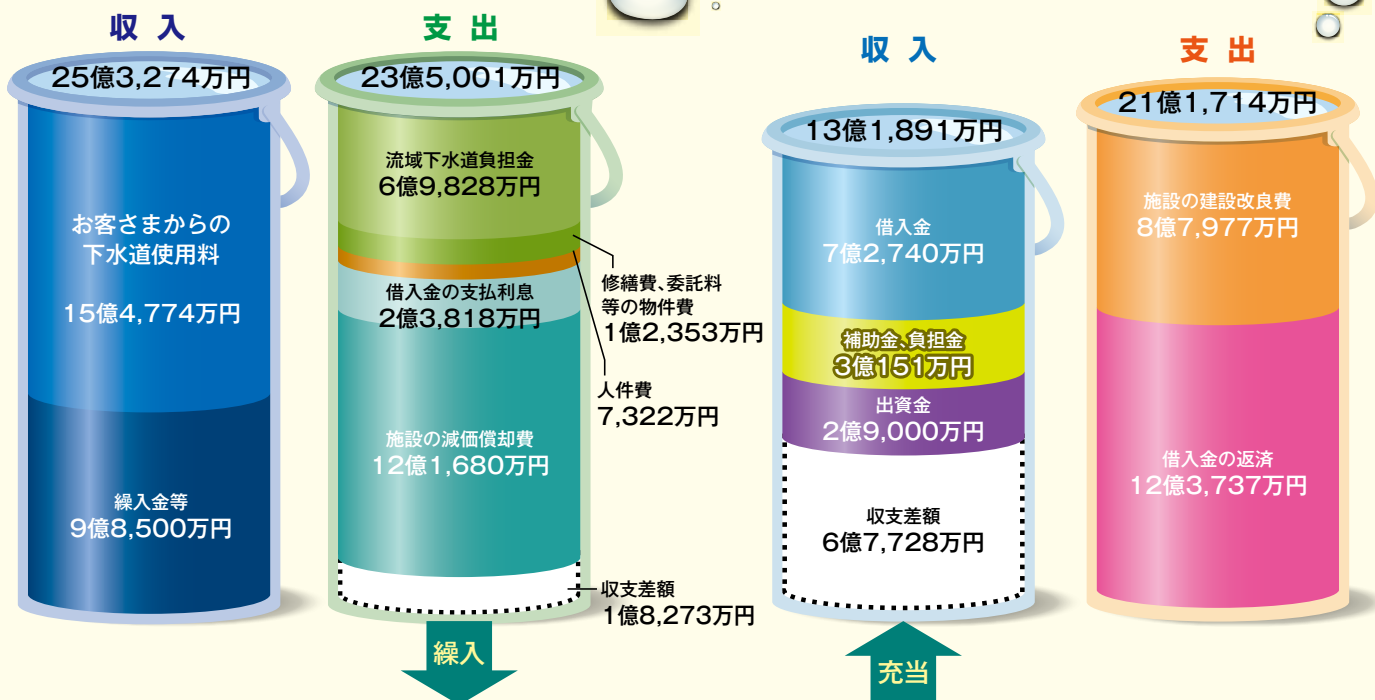 収入
25億3,274万円
お客さまからの
下水道使用料
15億4,774万円
繰入金等
9億8,500万円
支出
23億5,001万円
流域下水道負担金
6億9,828万円
修繕費、委託料
等の物件費
1億2,353万円
人件費
7,322万円
借入金の支払利息
2億3,818万円
施設の減価償却費
12億1,680万円
収支差額
1億8,273万円
繰入
収入
13億1,891万円
借入金
7億2,740万円
補助金、負担金
3億151万円
出資金
2億9,000万円
収支差額
6億7,728万円
充当
支出
21億1,714万円
施設の建設改良費
8億7,977万円
借入金の返済
12億3,737万円